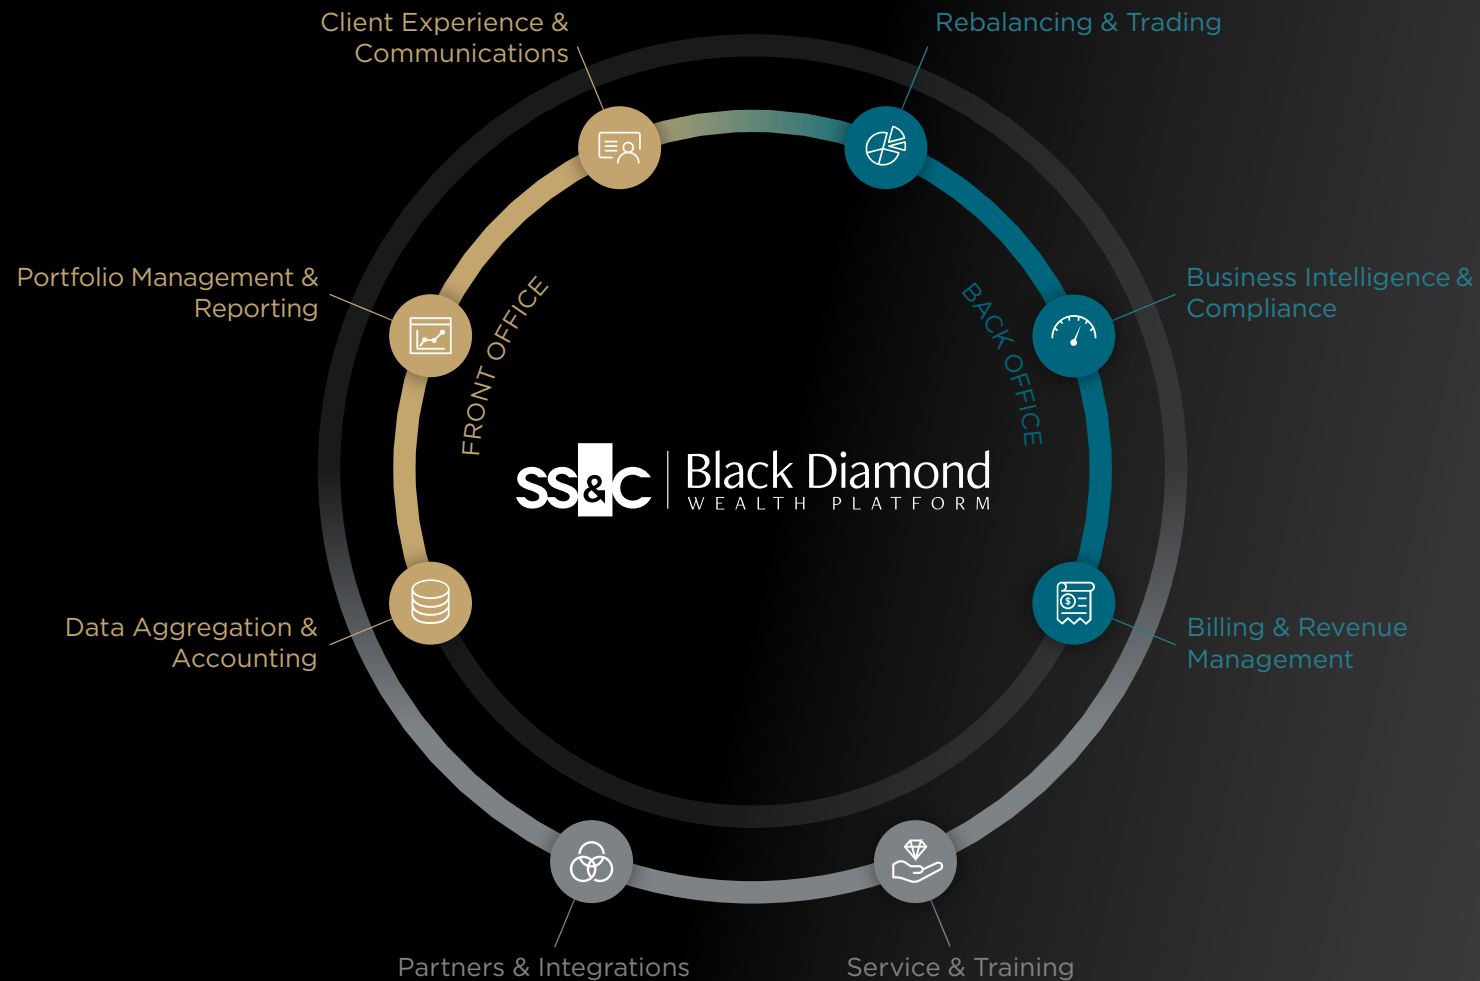 Client Experience &
Communications
Rebalancing & Trading
Portfolio Management &
Reporting
Business Intelligence &
Compliance
FRONT OFFICE
BACK OFFICE
SS&C
Black Diamond
WEALTH PLATFORM
Data Aggregation &
Accounting
$
Billing & Revenue
Management
Partners & Integrations
Service & Training